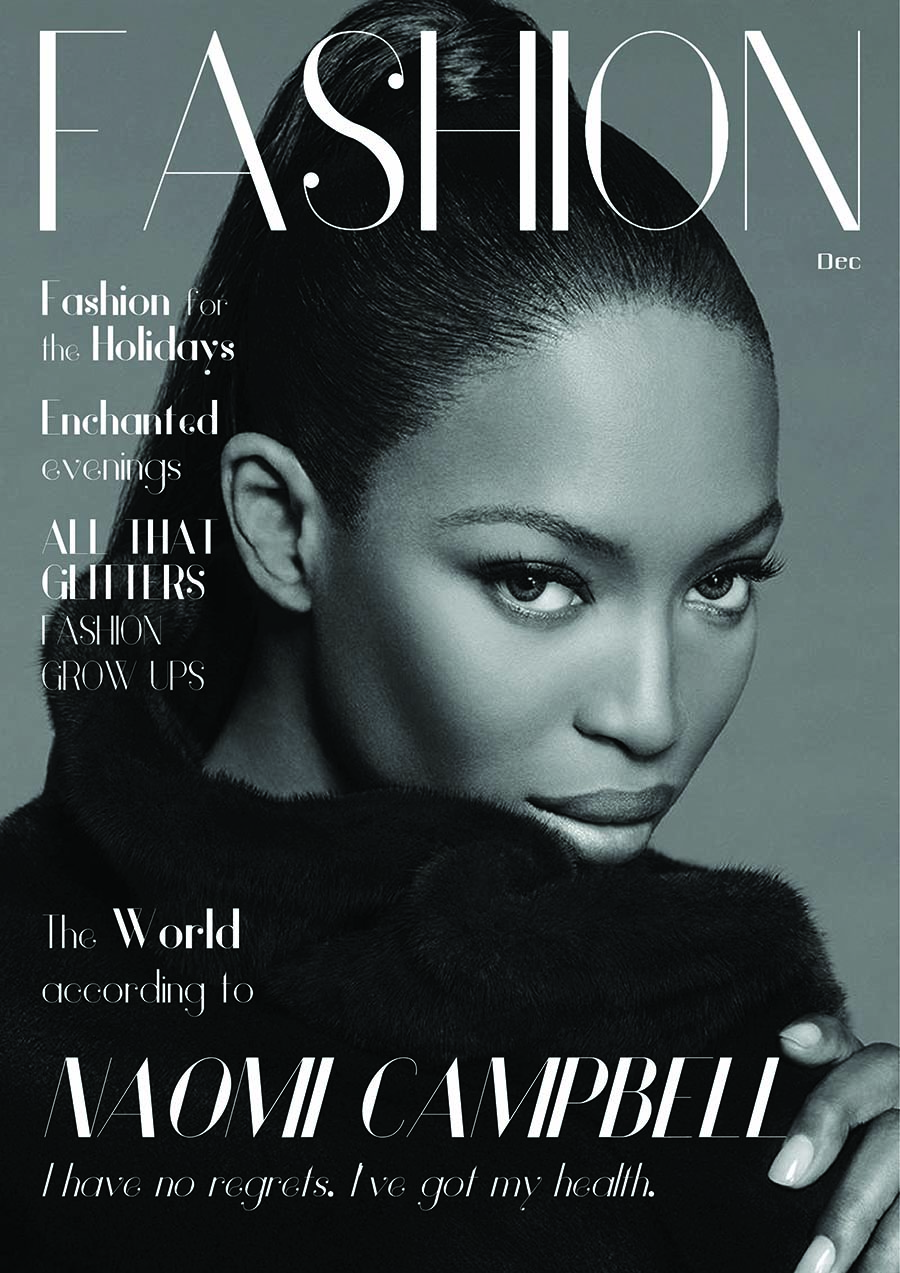 FASHION
Dec
Fashion for
the Holidays
Enchanted
evenings
ALL THAT
GLITTERS
FASHION
GROW UPS
The World
according to
NAOMI CAMPBELL
I have no regrets. I've got my health.